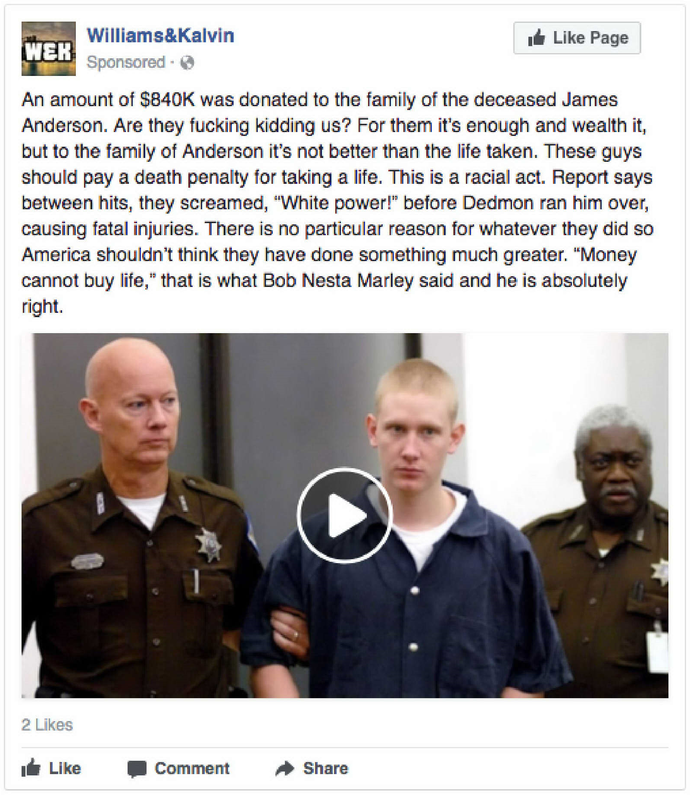 WEK
Williams&Kalvin
Like Page
Sponsored ·
An amount of $840K was donated to the family of the deceased James
Anderson. Are they fucking kidding us? For them it's enough and wealth it,
but to the family of Anderson it's not better than the life taken. These guys
should pay a death penalty for taking a life. This is a racial act. Report says
between hits, they screamed, “White power!” before Dedmon ran him over,
causing fatal injuries. There is no particular reason for whatever they did so
America shouldn't think they have done something much greater. “Money
cannot buy life,” that is what Bob Nesta Marley said and he is absolutely
right.
2 Likes
Like Comment Share